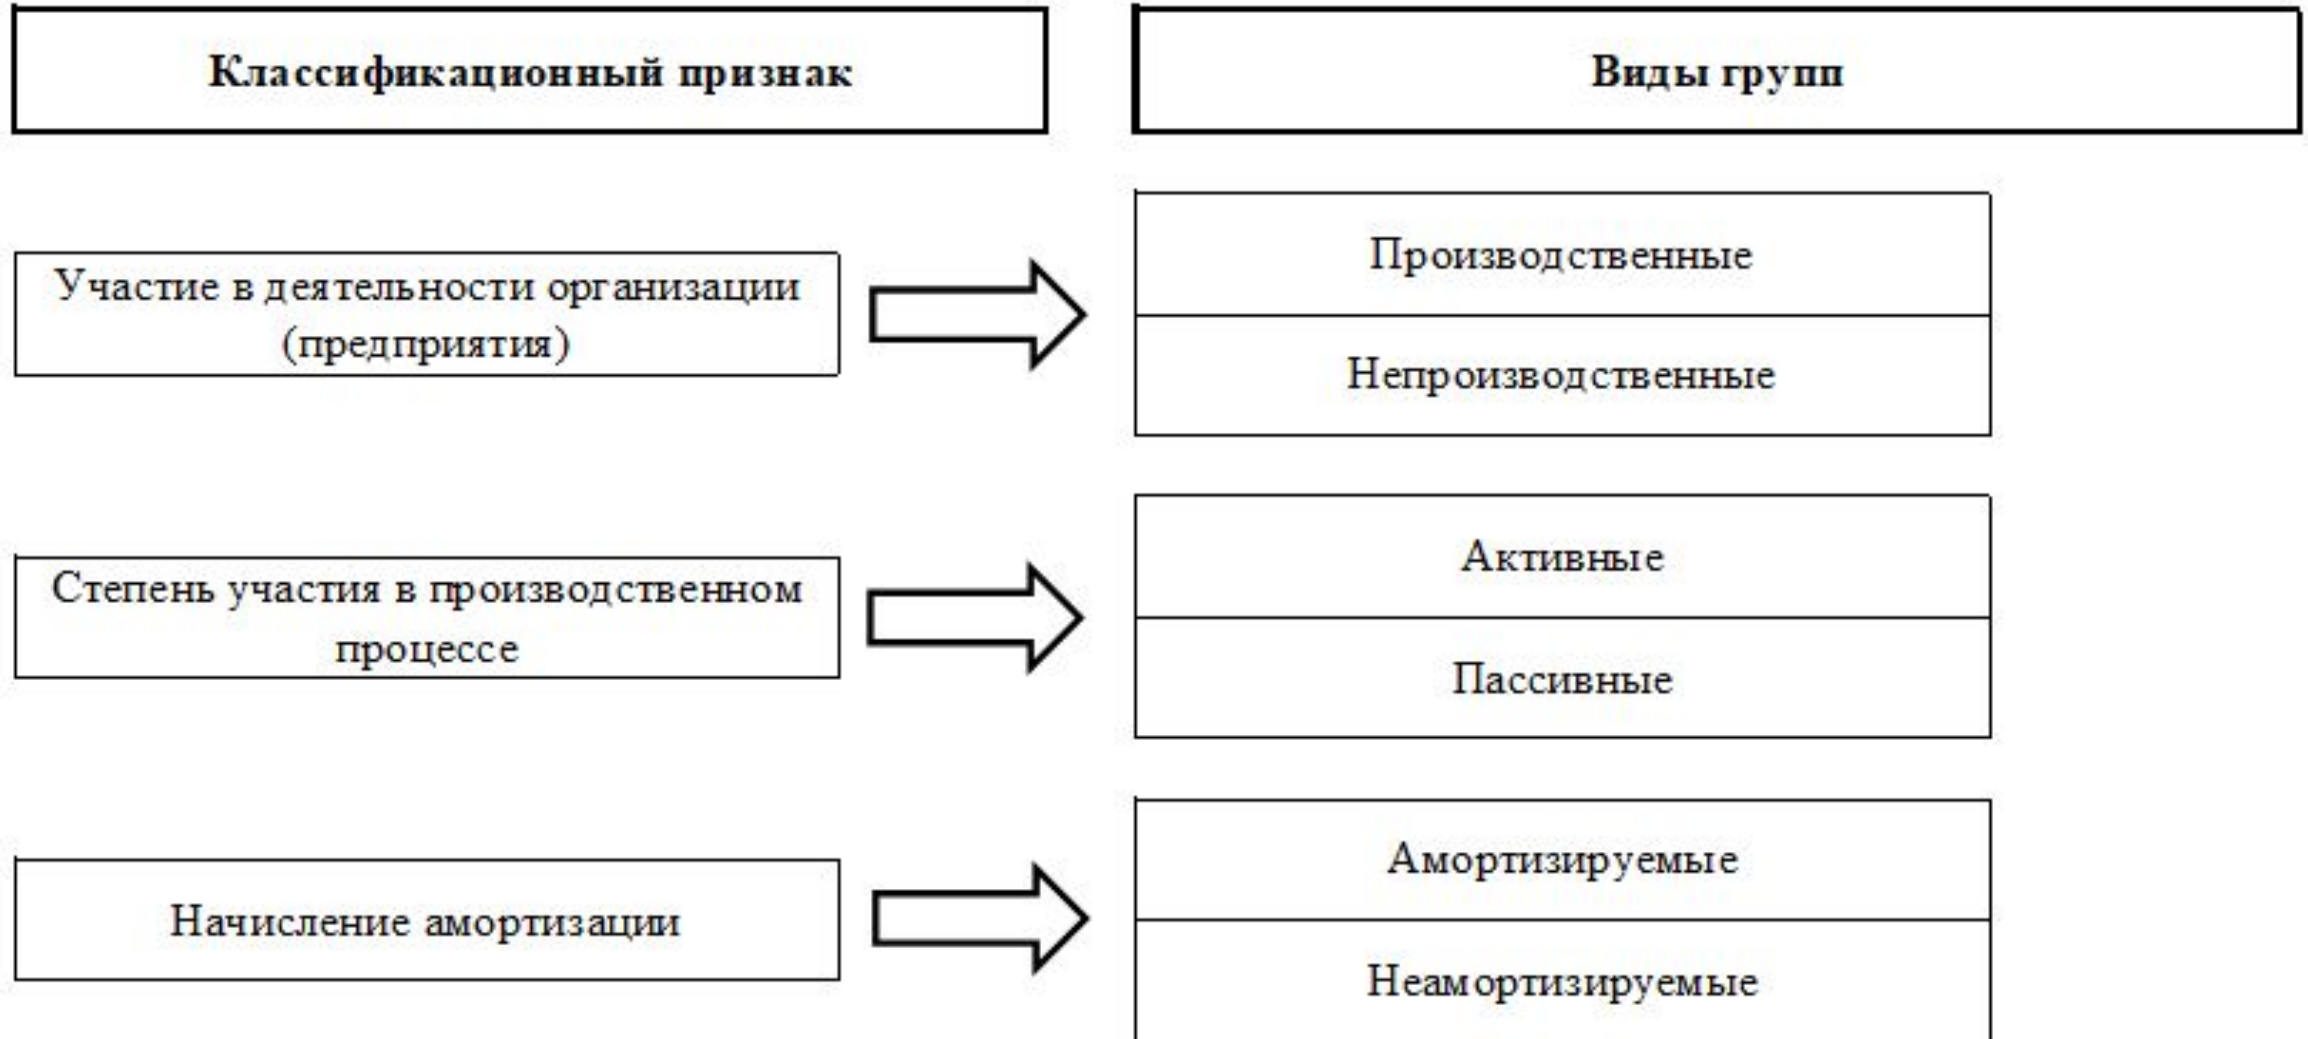 Классификационный признак
Виды групп
Участие в деятельности организации
(предприятия)
Производственные
Непроизводственные
Степень участия в производственном
процессе
Активные
Пассивные
Начисление амортизации
Амортизируемые
Неамортизируемые